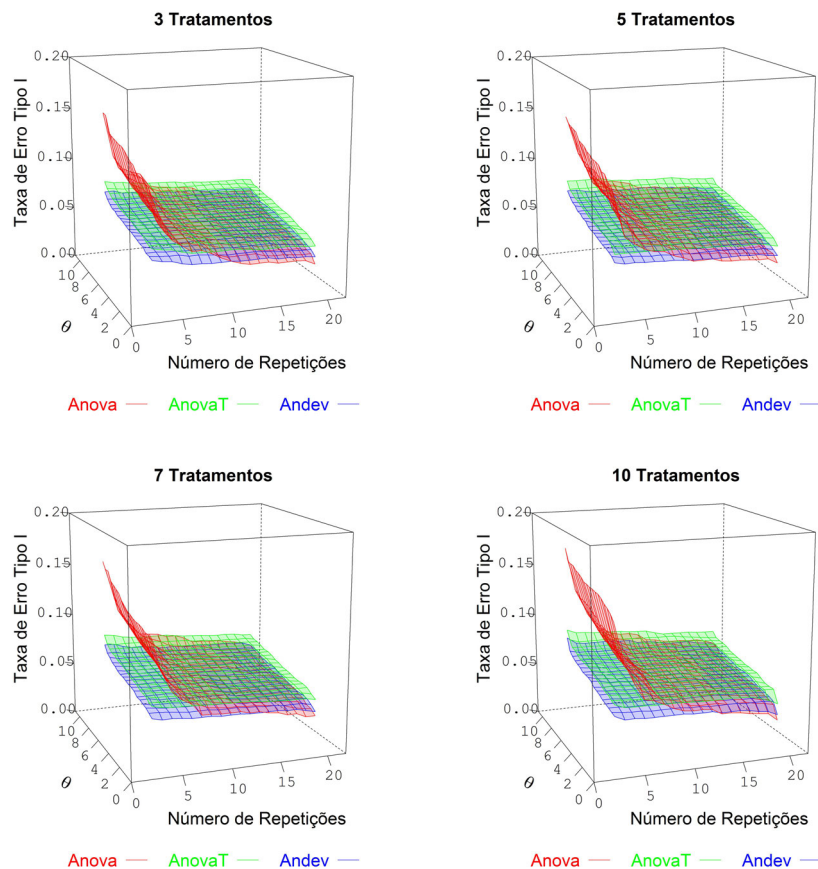 3 Tratamentos
Taxa de Erro Tipo I
0.20
0.15
0.10
0.05
0.00
10
8
6
4
2
0
θ
0
5
10
15
20
Número de Repetições
Anova
AnovaT
Andev
5 Tratamentos
Taxa de Erro Tipo I
0.20
0.15
0.10
0.05
0.00
10
8
6
4
2
0
θ
0
5
10
15
20
Número de Repetições
Anova
AnovaT
Andev
7 Tratamentos
Taxa de Erro Tipo I
0.20
0.15
0.10
0.05
0.00
10
8
6
4
2
0
θ
0
5
10
15
20
Número de Repetições
Anova
AnovaT
Andev
10 Tratamentos
Taxa de Erro Tipo I
0.20
0.15
0.10
0.05
0.00
10
8
6
4
2
0
θ
0
5
10
15
20
Número de Repetições
Anova
AnovaT
Andev